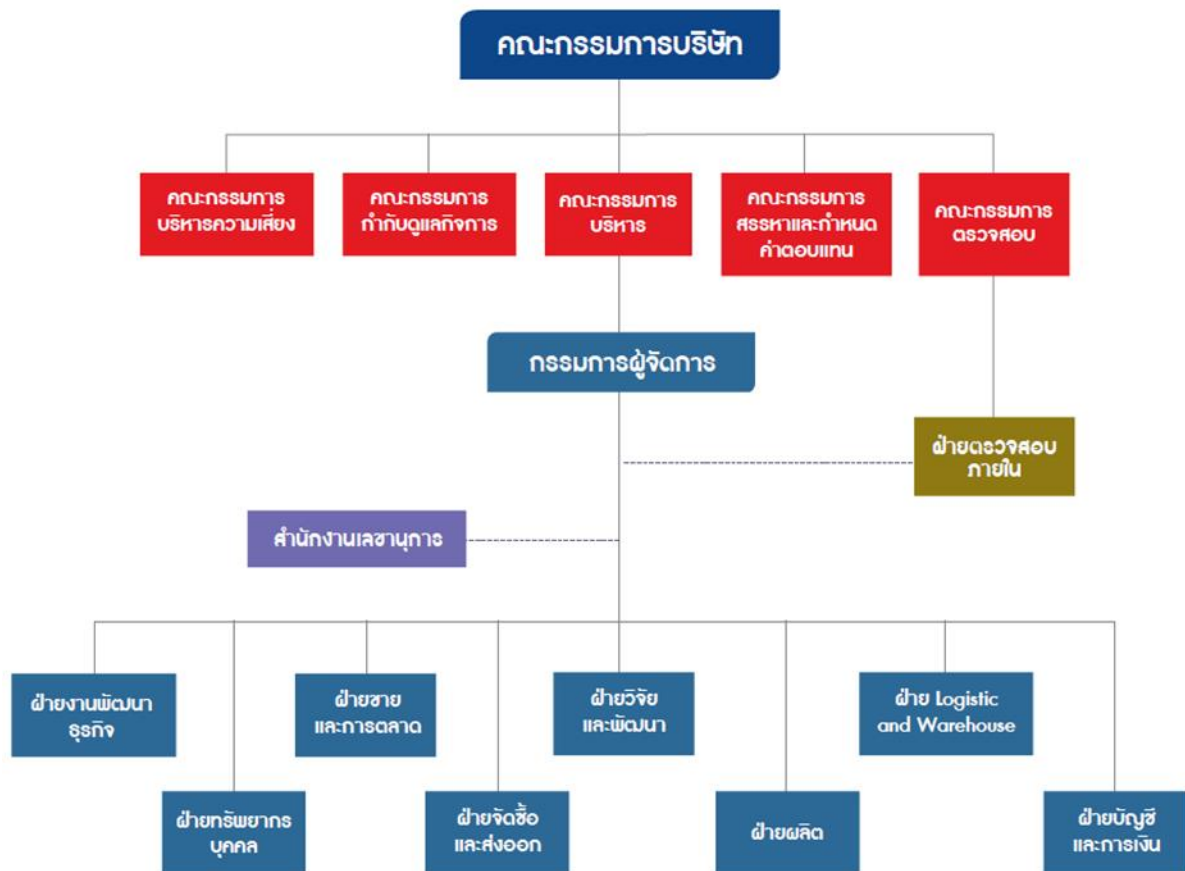 คณะกรรมการบริษัท
คณะกรรมการ
บริหารความเสี่ยง
คณะกรรมการ
กำกับดูแลกิจการ
คณะกรรมการ
บริหาร
คณะกรรมการ
สรรหาและกำหนด
ค่าตอบแทน
คณะกรรมการ
ตรวจสอบ
กรรมการผู้จัดการ
ฝ่ายตรวจสอบ
ภายใน
สำนักงานเลขานุการ
ฝ่ายงานพัฒนา
ธุรกิจ
ฝ่ายขาย
และการตลาด
ฝ่ายวิจัย
และพัฒนา
ฝ่าย Logistic
and Warehouse
ฝ่ายทรัพยากร
บุคคล
ฝ่ายจัดซื้อ
และส่งออก
ฝ่ายผลิต
ฝ่ายบัญชี
และการเงิน